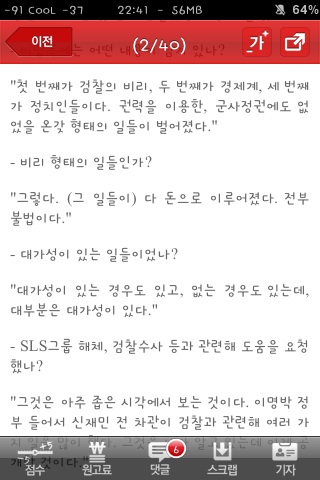 -91 CooL -37
22:41 - 56MB
64%
이전
(2/40)
가+
는 어떤 내
있나?
"첫 번째가 검찰의 비리, 두 번째가 경제계, 세 번째
가 정치인들이다. 권력을 이용한, 군사정권에도 없
었을 온갖 형태의 일들이 벌어졌다."
- 비리 형태의 일들인가?
"그렇다. (그 일들이) 다 돈으로 이루어졌다. 전부
불법이다."
- 대가성이 있는 일들이었나?
"대가성이 있는 경우도 있고, 없는 경우도 있는데,
대부분은 대가성이 있다."
- SLS그룹 해체, 검찰수사 등과 관련해 도움을 요청
했나?
"그것은 아주 좁은 시각에서 보는 것이다. 이명박 정
부 들어서 신재민 전 차관이 검찰과 관련해 여러 가
+5
6
점수
원고료
댓글
스크랩
기자